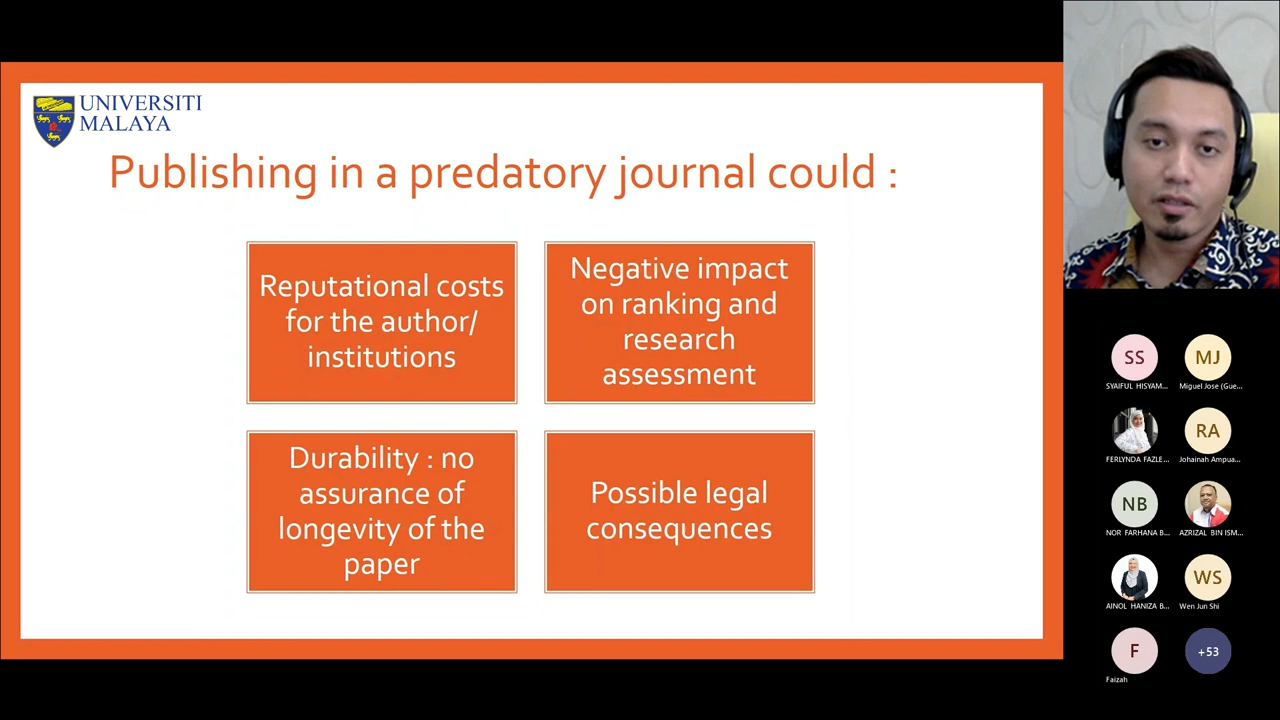 UNIVERSITI
MALAYA
Publishing in a predatory journal could :
Reputational costs
for the author/
institutions
Negative impact
on ranking and
research
assessment
Durability : no
assurance of
longevity of the
paper
Possible legal
consequences
SS
SYAIFUL HISYAM...
MJ
Miguel Jose (Gue...
FERLYNDA FAZLE...
RA
Johainah Ampua...
NB
NOR FARHANA B...
AZRIZAL BIN ISM...
AINOL HANIZA B...
WS
Wen Jun Shi
F
Faizah
+53